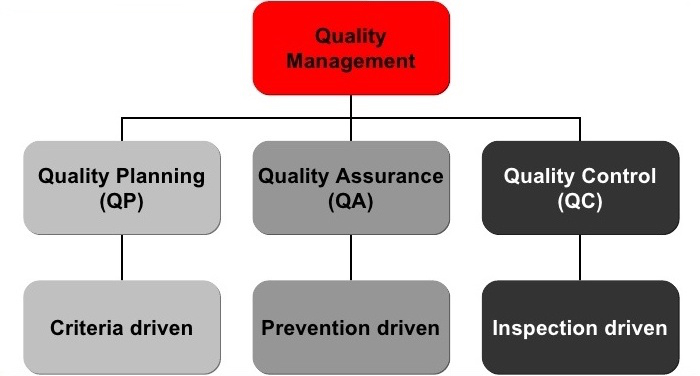 Quality
Management
Quality Planning
(QP)
Quality Assurance
(QA)
Quality Control
(QC)
Criteria driven
Prevention driven
Inspection driven